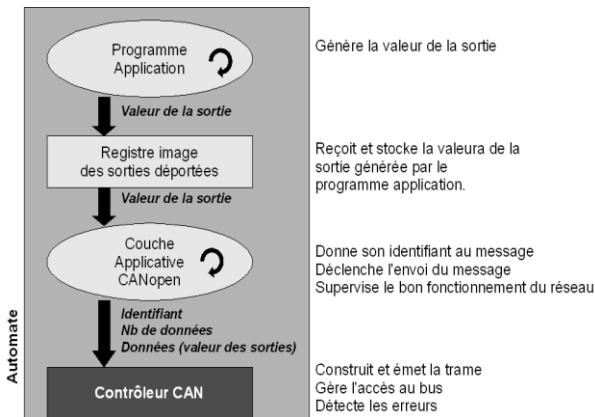 Programme
Application
Génère la valeur de la sortie
Valeur de la sortie
Registre image
des sorties déportées
Reçoit et stocke la valeura de la
sortie générée par le
programme application.
Valeur de la sortie
Couche
Applicative
CANopen
Donne son identifiant au message
Déclenche l'envoi du message
Supervise le bon fonctionnement du réseau
Identifiant
Nb de données
Données (valeur des sorties)
Automate
Contrôleur CAN
Construit et émet la trame
Gère l'accès au bus
Détecte les erreurs